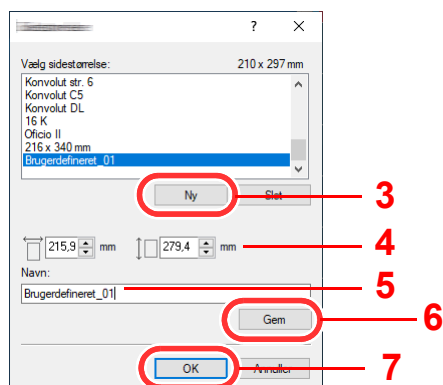 ? ×
Vælg sidestørrelse: 210 x 297 mm
Konvolut str. 6
Konvolut C5
Konvolut DL
16 K
Oficio II
216 x 340 mm
Brugerdefineret_01
Ny Slet 3
215,9 mm 279,4 mm 4
Navn:
5
Brugerdefineret_01
Gem 6
OK Annuller 7